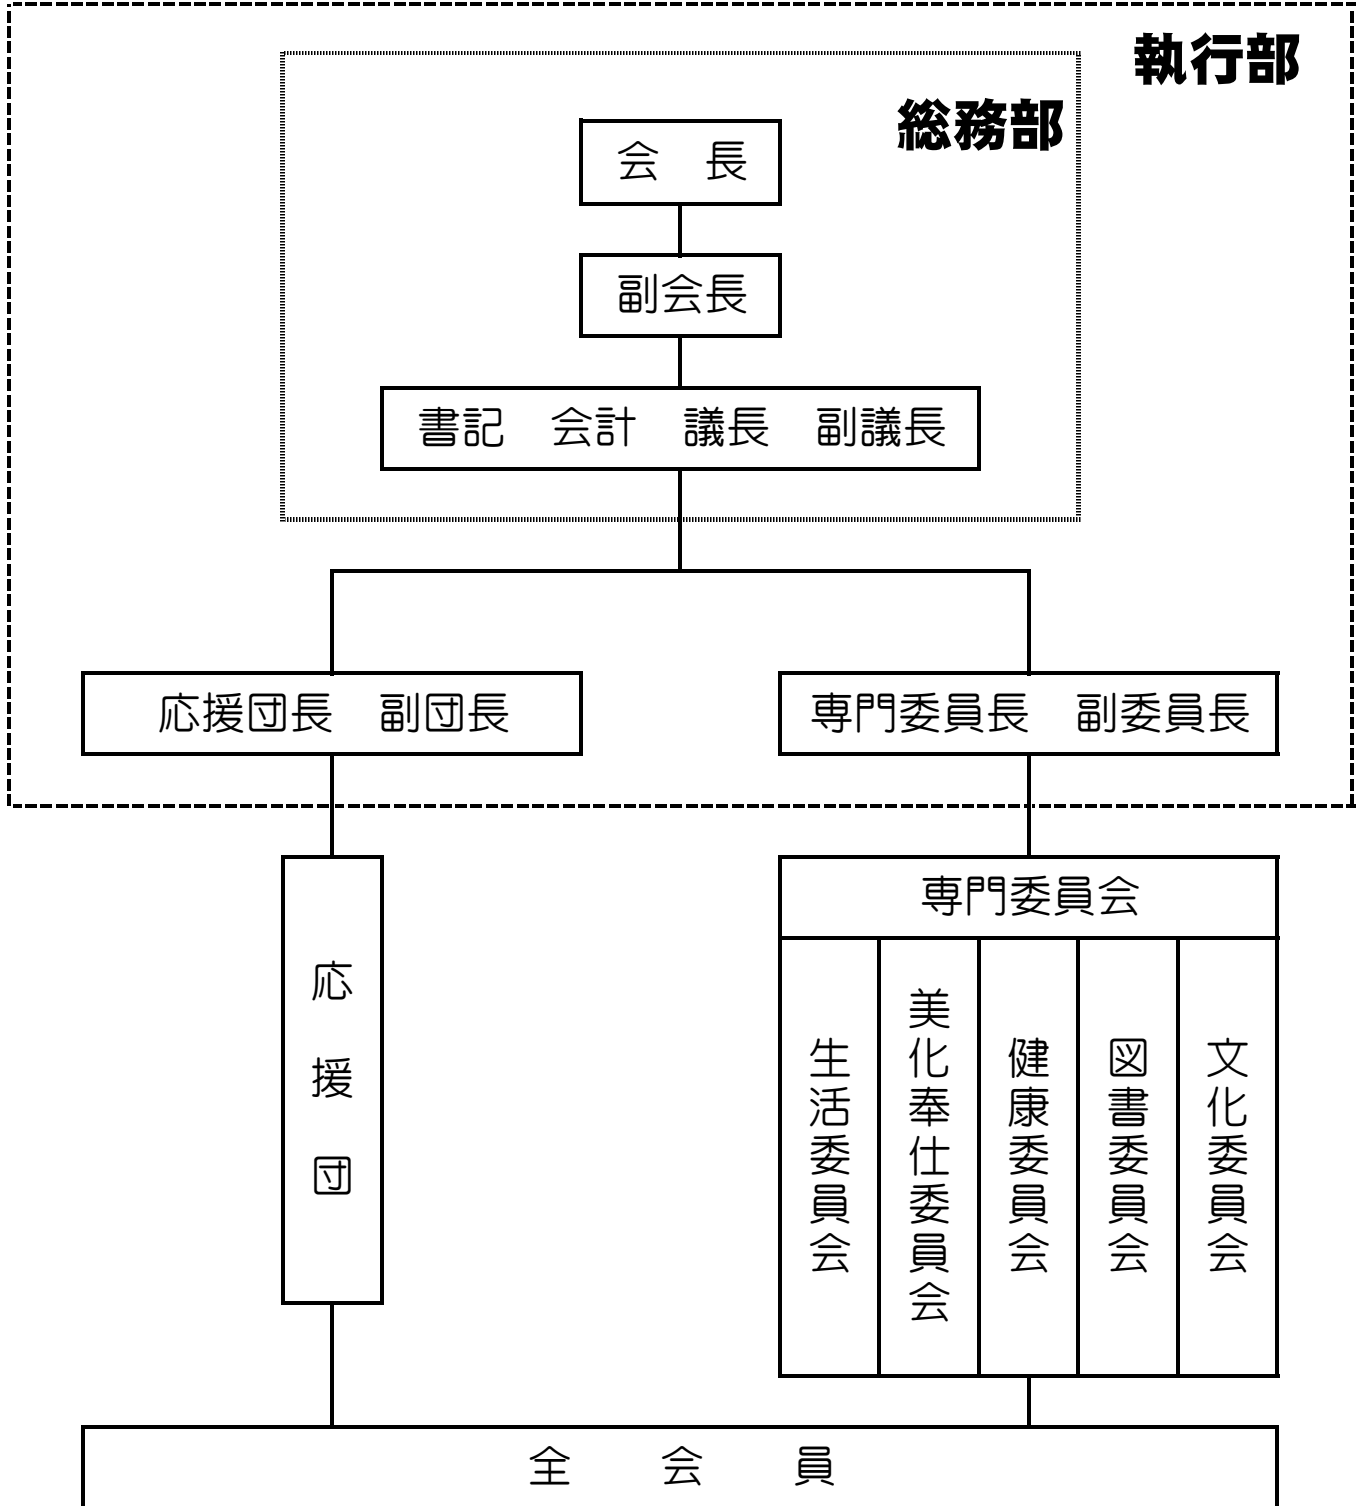 執行部
総務部
会　長
副会長
書記　会計　議長　副議長
応援団長　副団長
専門委員長　副委員長
応援団
専門委員会
生活委員会
美化奉仕委員会
健康委員会
図書委員会
文化委員会
全　会　員